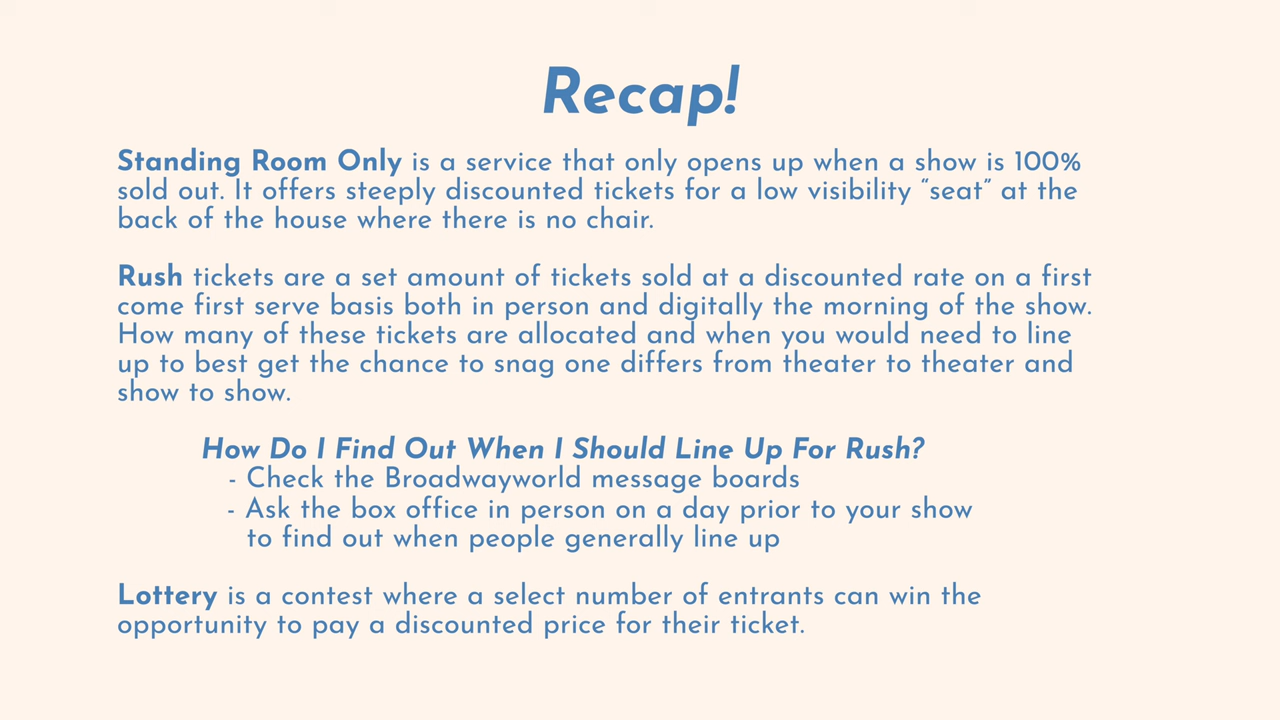 Recap!
Standing Room Only is a service that only opens up when a show is 100%
sold out. It offers steeply discounted tickets for a low visibility “seat” at the
back of the house where there is no chair.
Rush tickets are a set amount of tickets sold at a discounted rate on a first
come first serve basis both in person and digitally the morning of the show.
How many of these tickets are allocated and when you would need to line
up to best get the chance to snag one differs from theater to theater and
show to show.
How Do I Find Out When I Should Line Up For Rush?
- Check the Broadwayworld message boards
- Ask the box office in person on a day prior to your show
to find out when people generally line up
Lottery is a contest where a select number of entrants can win the
opportunity to pay a discounted price for their ticket.